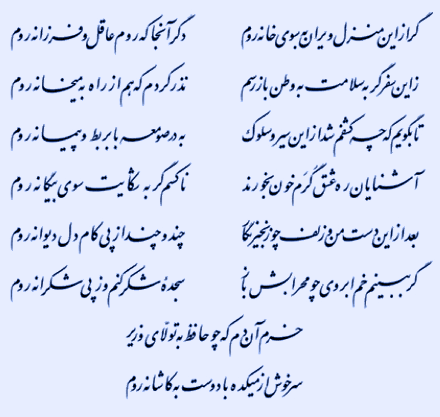 گر از این منزل ویران به سوی خانه روم دگر آنجا که روم عاقل و فرزانه روم
زاین سفر گر به سلامت به وطن باز رسم نذر کردم که هم از راه به میخانه روم
تا بگویم که چه کشفم شد از این سیر و سلوک به در صومعه با بربط و پیمانه روم
آشنایان ره عشق گرم خون بخورند ناکسم گر به شکایت سوی بیگانه روم
بعد از این دست من و زلف چو زنجیر نگار چند و چند از پی کام دل دیوانه روم
گر ببینم خم ابروی چو محرابش باز سجدهٔ شکر کنم وز پی شکرانه روم
خرم آن دم که چو حافظ به تولّای وزیر
سرخوش از میکده با دوست به کاشانه روم